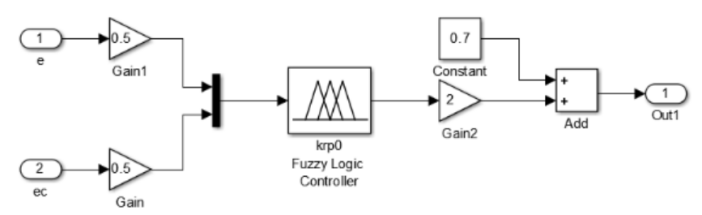 1
e
0.5
Gain1
2
ec
0.5
Gain
krp0
Fuzzy Logic
Controller
0.7
Constant
2
Gain2
+
+
Add
1
Out1